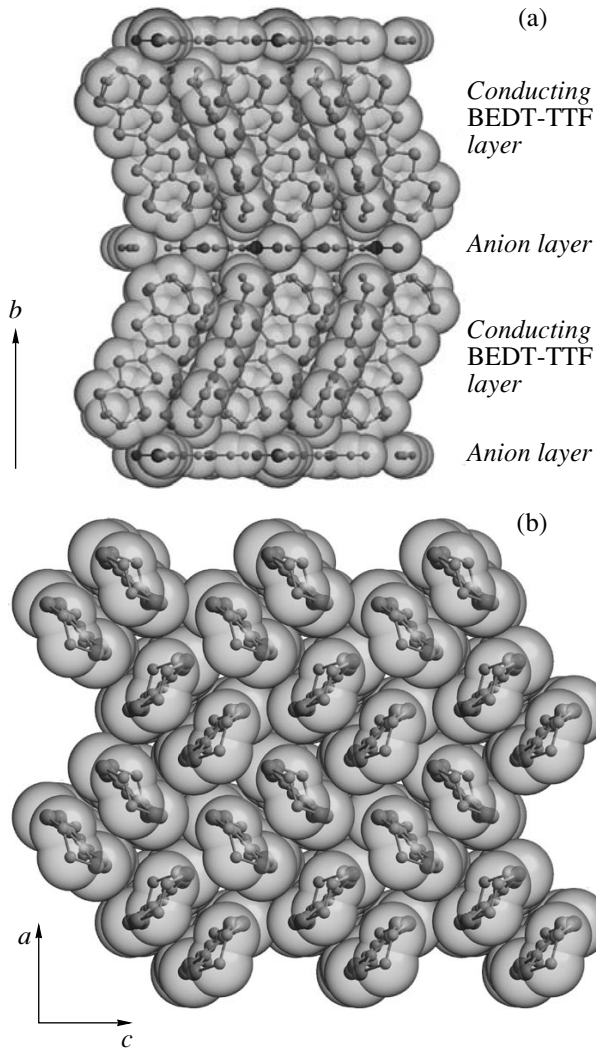 (a)
Conducting
BEDT-TTF
layer
Anion layer
b
Conducting
BEDT-TTF
layer
Anion layer
(b)
a
c